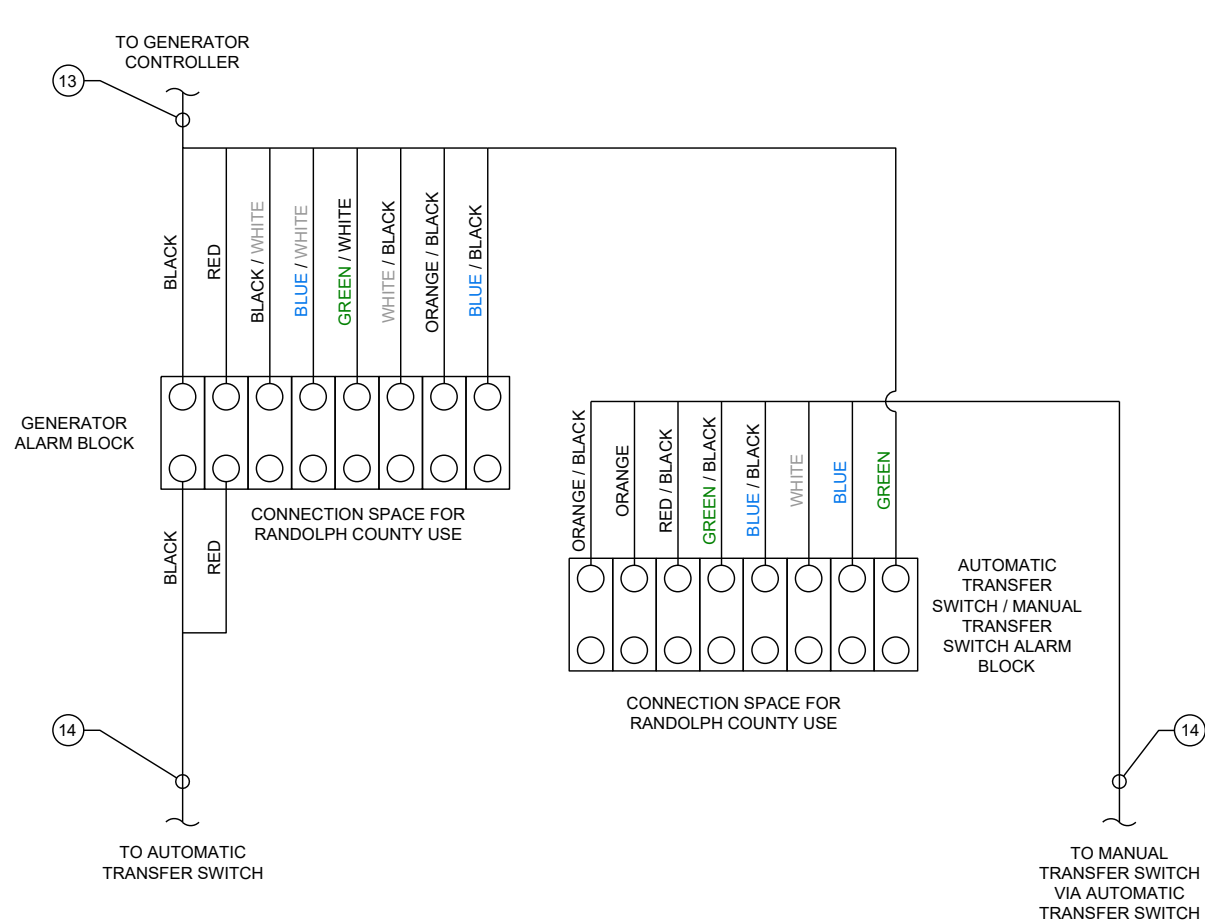 TO GENERATOR
CONTROLLER
13
BLACK
RED
BLACK / WHITE
BLUE / WHITE
GREEN / WHITE
WHITE / BLACK
ORANGE / BLACK
BLUE / BLACK
GENERATOR
ALARM BLOCK
CONNECTION SPACE FOR
RANDOLPH COUNTY USE
BLACK
RED
ORANGE / BLACK
ORANGE
RED / BLACK
GREEN / BLACK
BLUE / BLACK
WHITE
BLUE
GREEN
AUTOMATIC
TRANSFER
SWITCH / MANUAL
TRANSFER
SWITCH ALARM
BLOCK
CONNECTION SPACE FOR
RANDOLPH COUNTY USE
14
TO AUTOMATIC
TRANSFER SWITCH
14
TO MANUAL
TRANSFER SWITCH
VIA AUTOMATIC
TRANSFER SWITCH